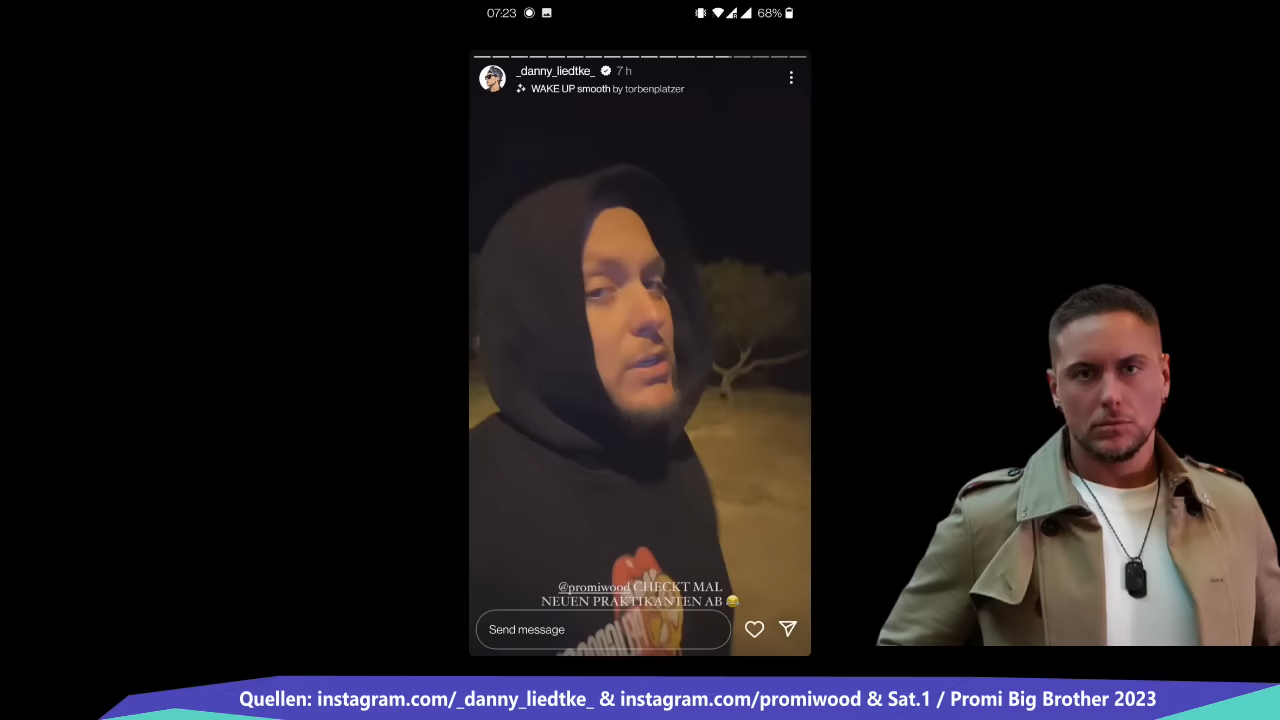 07:23
68%
_danny_liedtke_ 7 h
WAKE UP smooth by torbenplatzer
@promiwood CHECKT MAL
NEUEN PRAKTIKANTEN AB 😂
Send message
Quellen: instagram.com/_danny_liedtke_ & instagram.com/promiwood & Sat.1 / Promi Big Brother 2023